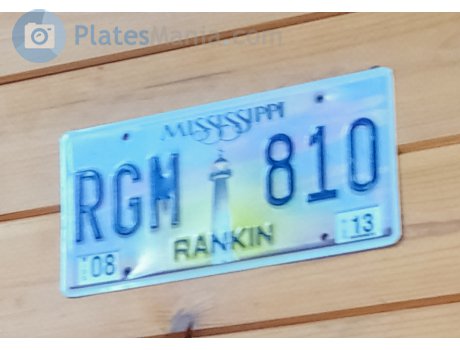 PlatesMania.com
MISSISSIPPI
RGM 810
RANKIN
08
13